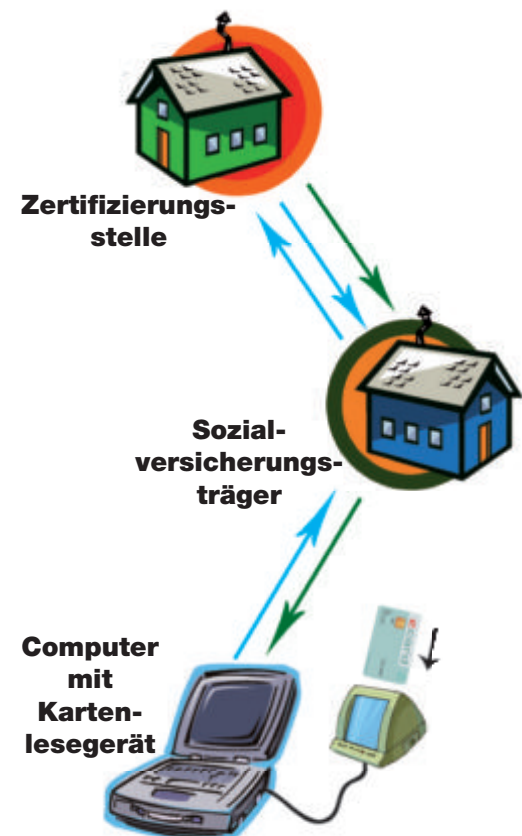 Zertifizierungs-
stelle
Sozial-
versicherungs-
träger
Computer
mit
Karten-
lesegerät